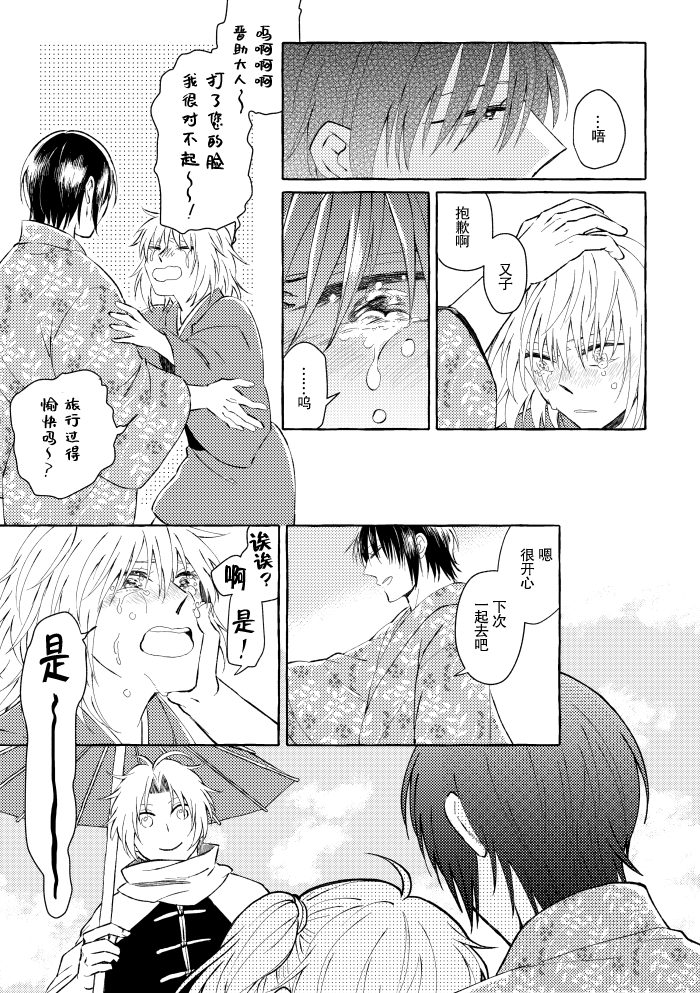 …唔
抱歉啊
又子
……呜
呜啊啊啊
晋助大人~
打了您的脸
我很对
不起~~!
旅行过得
愉快吗~?
嗯
很开心
下次
一起去吧
诶诶?
啊
是!
是——